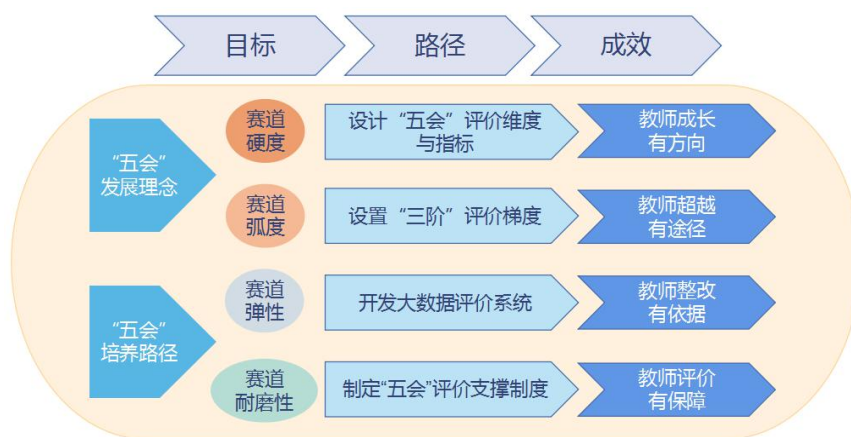 目标
路径
成效
“五会”
发展理念
赛道
硬度
设计“五会”评价维度
与指标
教师成长
有方向
赛道
弧度
设置“三阶”评价梯度
教师超越
有途径
“五会”
培养路径
赛道
弹性
开发大数据评价系统
教师整改
有依据
赛道
耐磨性
制定“五会”评价支撑制度
教师评价
有保障